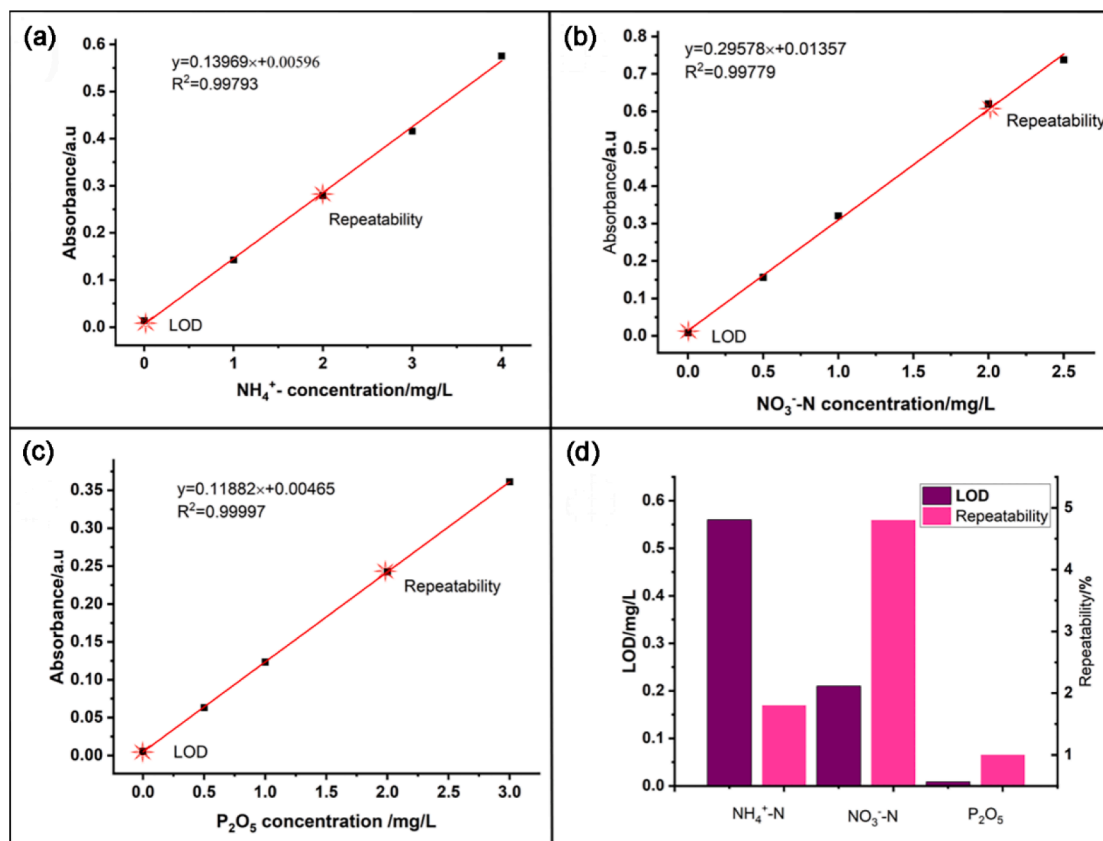 (a)
y=0.13969×+0.00596
R²=0.99793
0.6
0.5
0.4
0.3
0.2
0.1
0.0
Absorbance/a.u
Repeatability
LOD
0 1 2 3 4
NH₄⁺- concentration/mg/L
(b)
y=0.29578×+0.01357
R²=0.99779
0.8
0.7
0.6
0.5
0.4
0.3
0.2
0.1
0.0
Absorbance/a.u
Repeatability
LOD
0.0 0.5 1.0 1.5 2.0 2.5
NO₃⁻-N concentration/mg/L
(c)
y=0.11882×+0.00465
R²=0.99997
0.35
0.30
0.25
0.20
0.15
0.10
0.05
0.00
Absorbance/a.u
Repeatability
LOD
0.0 0.5 1.0 1.5 2.0 2.5 3.0
P₂O₅ concentration /mg/L
(d)
LOD
Repeatability
0.6
0.5
0.4
0.3
0.2
0.1
0.0
LOD/mg/L
5
4
3
2
1
Repeatability/%
NH₄⁺-N NO₃⁻-N P₂O₅